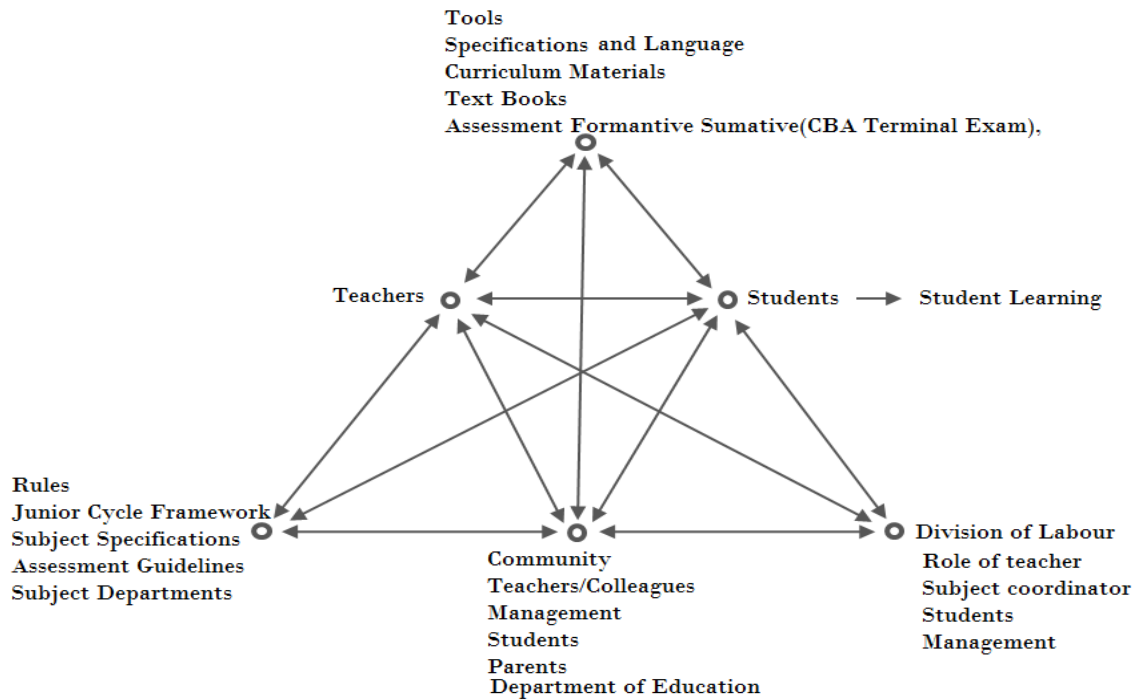 Tools
Specifications and Language
Curriculum Materials
Text Books
Assessment Formantive Sumative(CBA Terminal Exam),
Teachers
Students
Student Learning
Rules
Junior Cycle Framework
Subject Specifications
Assessment Guidelines
Subject Departments
Community
Teachers/Colleagues
Management
Students
Parents
Department of Education
Division of Labour
Role of teacher
Subject coordinator
Students
Management